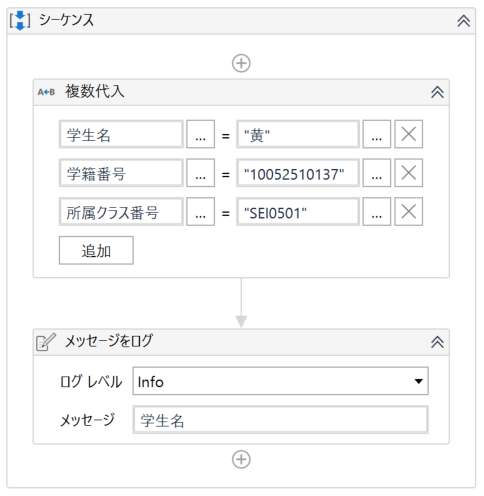 シーケンス
A←B 複数代入
学生名 ... = "黄" ...
学籍番号 ... = "10052510137" ...
所属クラス番号 ... = "SEI0501" ...
追加
メッセージをログ
ログ レベル Info
メッセージ 学生名